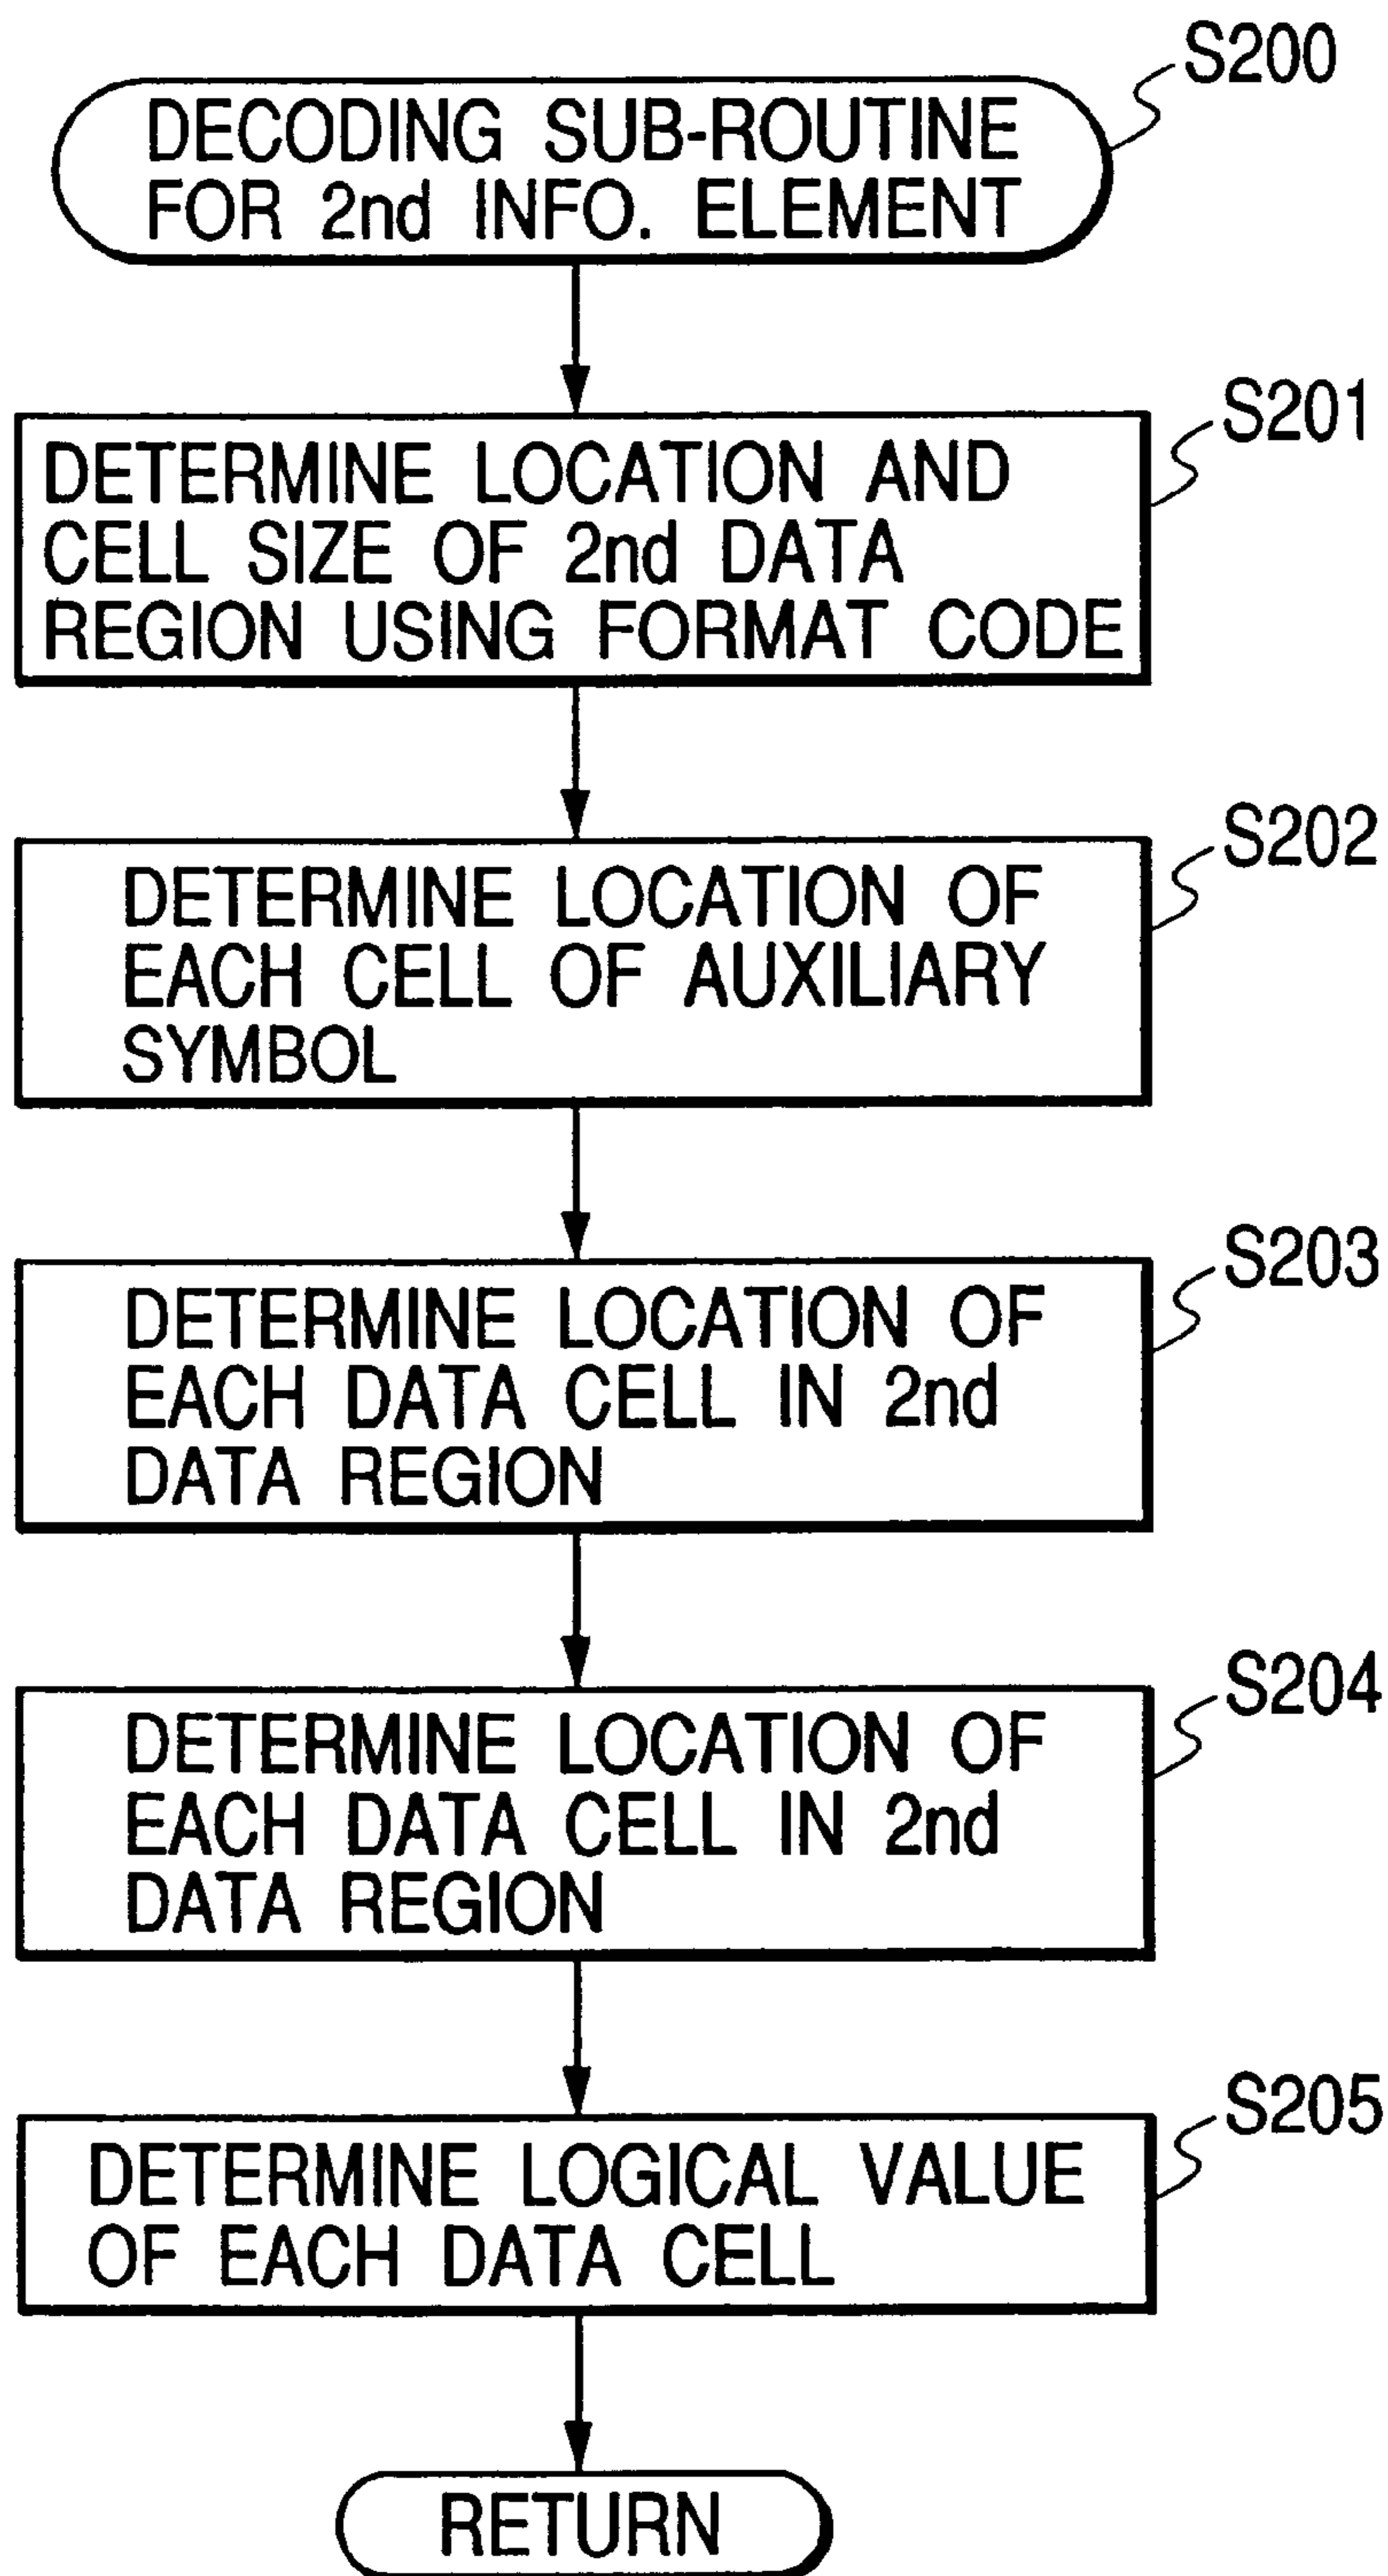 S200
DECODING SUB-ROUTINE
FOR 2nd INFO. ELEMENT
S201
DETERMINE LOCATION AND
CELL SIZE OF 2nd DATA
REGION USING FORMAT CODE
S202
DETERMINE LOCATION OF
EACH CELL OF AUXILIARY
SYMBOL
S203
DETERMINE LOCATION OF
EACH DATA CELL IN 2nd
DATA REGION
S204
DETERMINE LOCATION OF
EACH DATA CELL IN 2nd
DATA REGION
S205
DETERMINE LOGICAL VALUE
OF EACH DATA CELL
RETURN